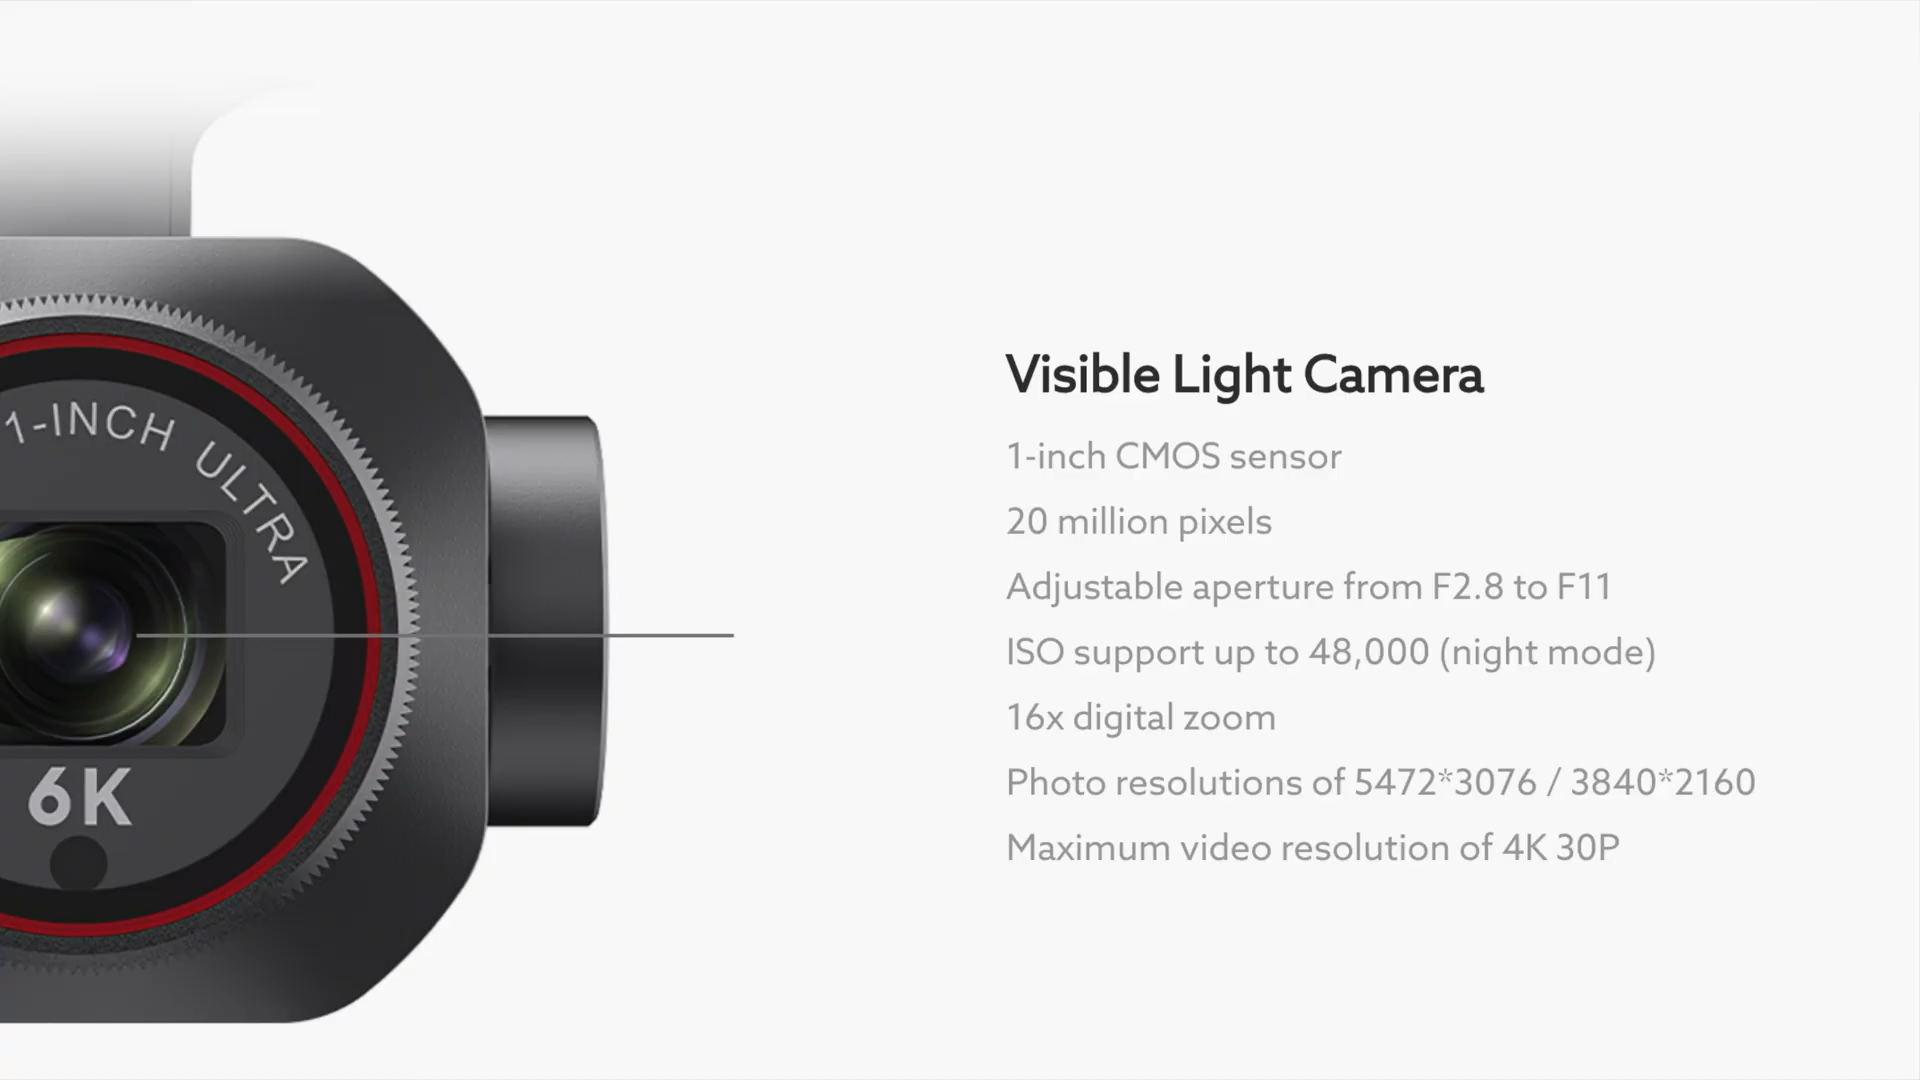 1-INCH ULTRA
6K
Visible Light Camera
1-inch CMOS sensor
20 million pixels
Adjustable aperture from F2.8 to F11
ISO support up to 48,000 (night mode)
16x digital zoom
Photo resolutions of 5472*3076 / 3840*2160
Maximum video resolution of 4K 30P